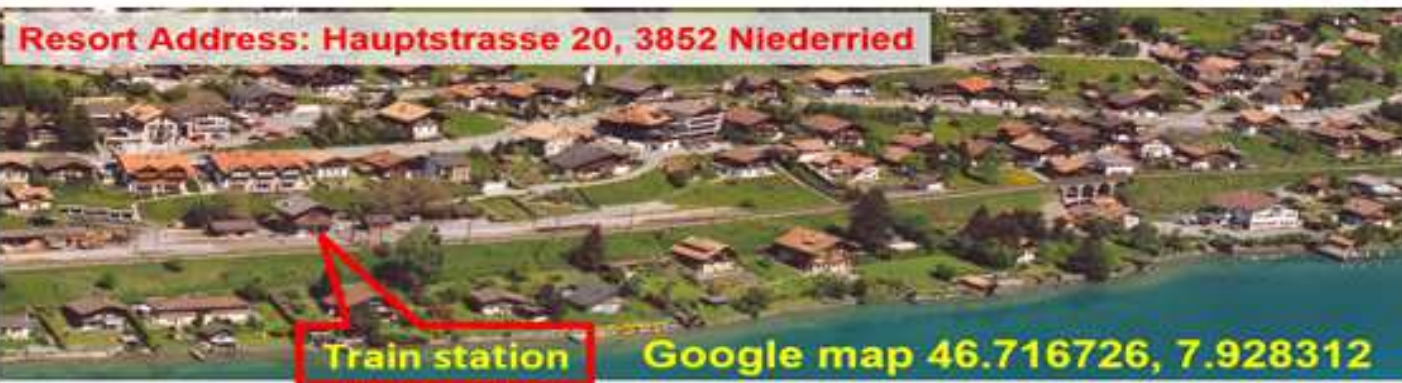 Resort Address: Hauptstrasse 20, 3852 Niederried
Train station
Google map 46.716726, 7.928312